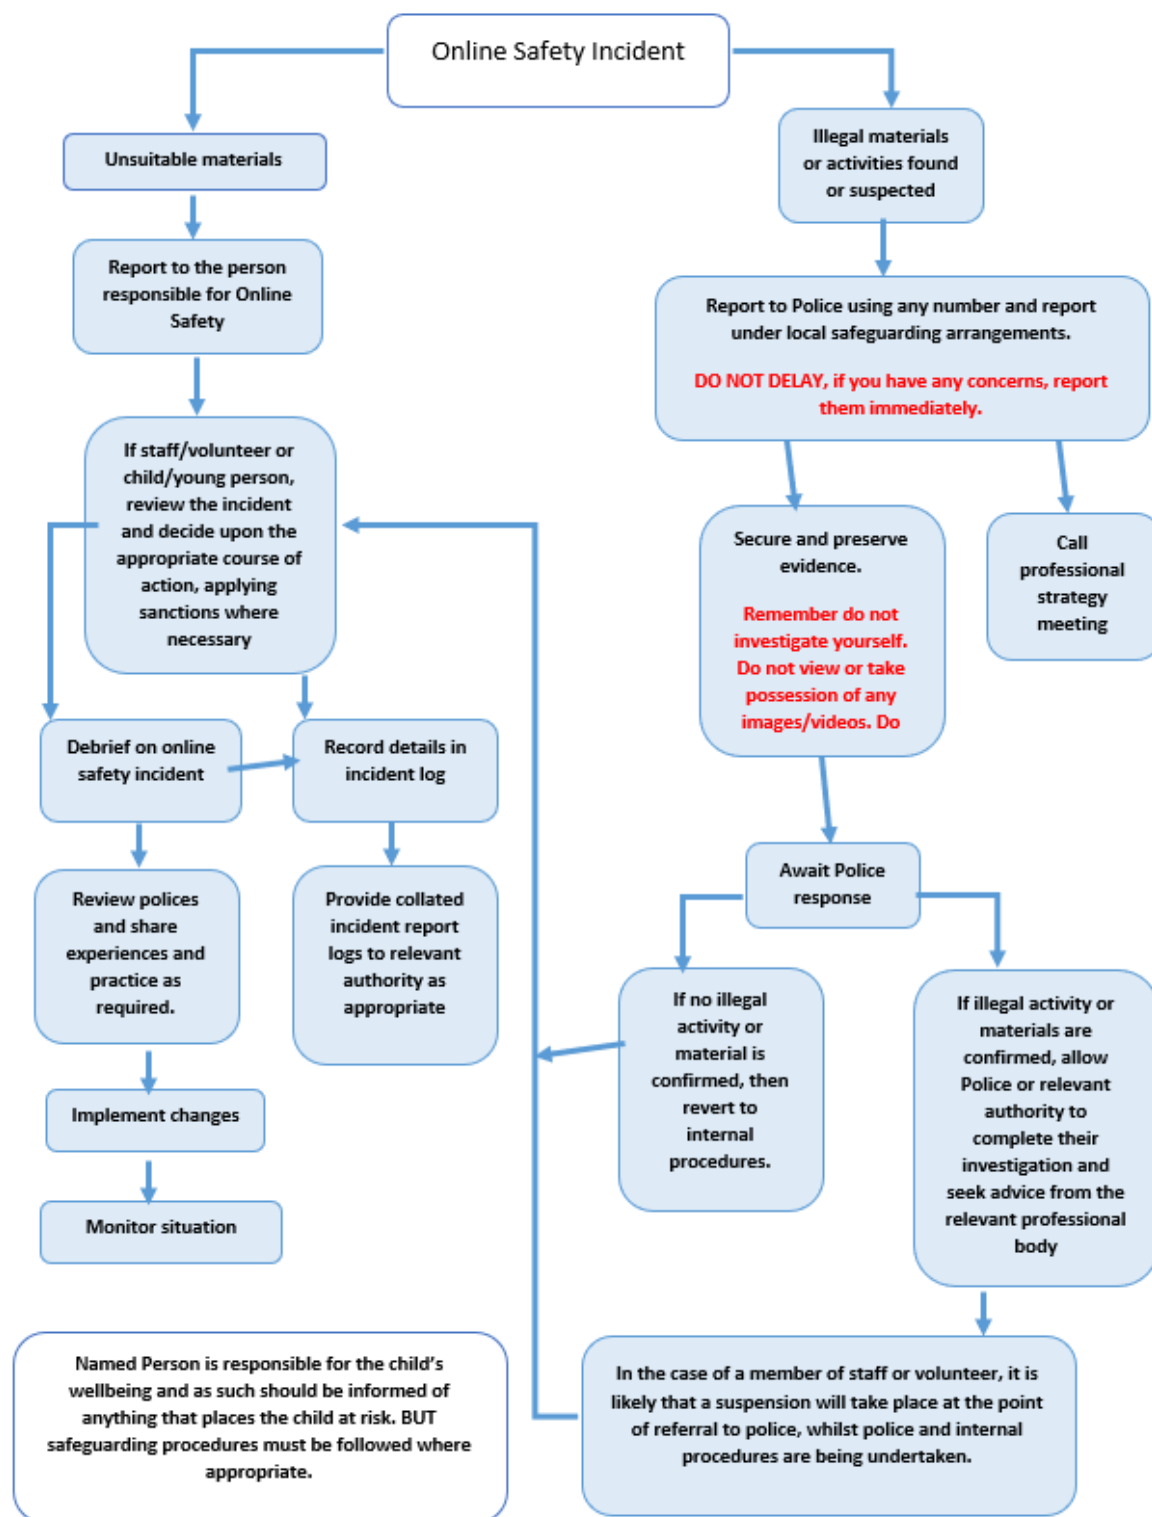 Online Safety Incident
Unsuitable materials
Illegal materials
or activities found
or suspected
Report to the person
responsible for Online
Safety
Report to Police using any number and report
under local safeguarding arrangements.
DO NOT DELAY, if you have any concerns, report
them immediately.
If staff/volunteer or
child/young person,
review the incident
and decide upon the
appropriate course of
action, applying
sanctions where
necessary
Secure and preserve
evidence.
Remember do not
investigate yourself.
Do not view or take
possession of any
images/videos. Do
Call
professional
strategy
meeting
Debrief on online
safety incident
Record details in
incident log
Await Police
response
Review polices
and share
experiences and
practice as
required.
Provide collated
incident report
logs to relevant
authority as
appropriate
If no illegal
activity or
material is
confirmed, then
revert to
internal
procedures.
If illegal activity or
materials are
confirmed, allow
Police or relevant
authority to
complete their
investigation and
seek advice from the
relevant professional
body
Implement changes
Monitor situation
Named Person is responsible for the child’s
wellbeing and as such should be informed of
anything that places the child at risk. BUT
safeguarding procedures must be followed where
appropriate.
In the case of a member of staff or volunteer, it is
likely that a suspension will take place at the point
of referral to police, whilst police and internal
procedures are being undertaken.